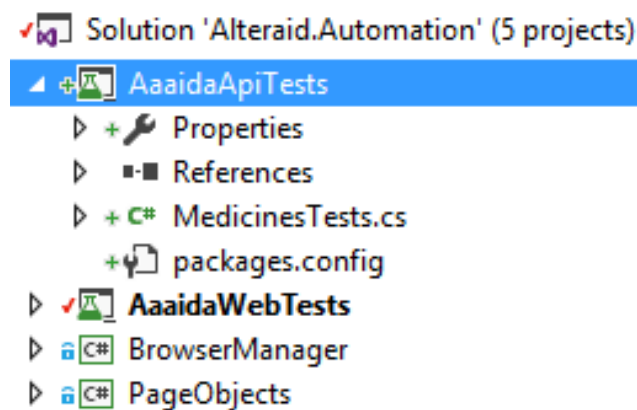 Solution 'Alteraid.Automation' (5 projects)
AaaidaApiTests
Properties
References
C# MedicinesTests.cs
packages.config
AaaidaWebTests
C# BrowserManager
C# PageObjects